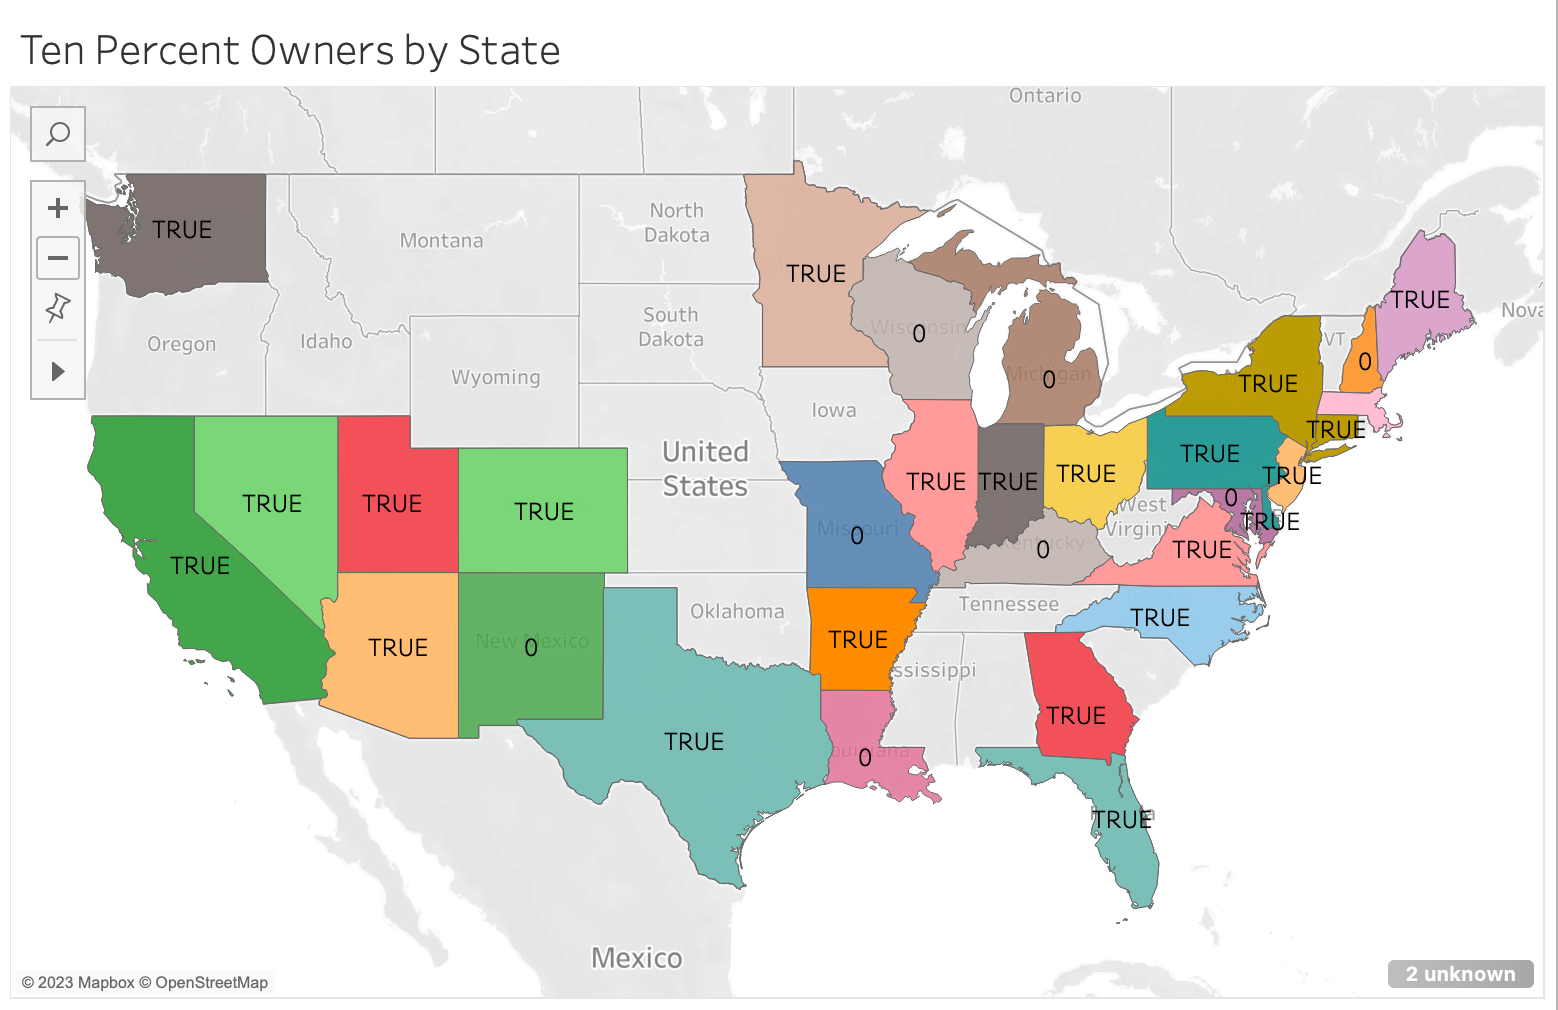 Ten Percent Owners by State
Ontario
North
Dakota
TRUE
Montana
TRUE
TRUE
Nova
South
Dakota
Wisconsin
0
Oregon
Idaho
VT
0
Wyoming
Michigan
0
TRUE
Iowa
TRUE
United
States
TRUE
TRUE
TRUE
TRUE
TRUE
TRUE
0
TRUE
TRUE
TRUE
West
Virgini
TRUE
Missouri
0
Kentucky
0
TRUE
TRUE
Oklahoma
Tennessee
TRUE
TRUE
New Mexico
0
TRUE
ssissippi
TRUE
TRUE
Louisiana
0
TRUE
Mexico
© 2023 Mapbox © OpenStreetMap
2 unknown